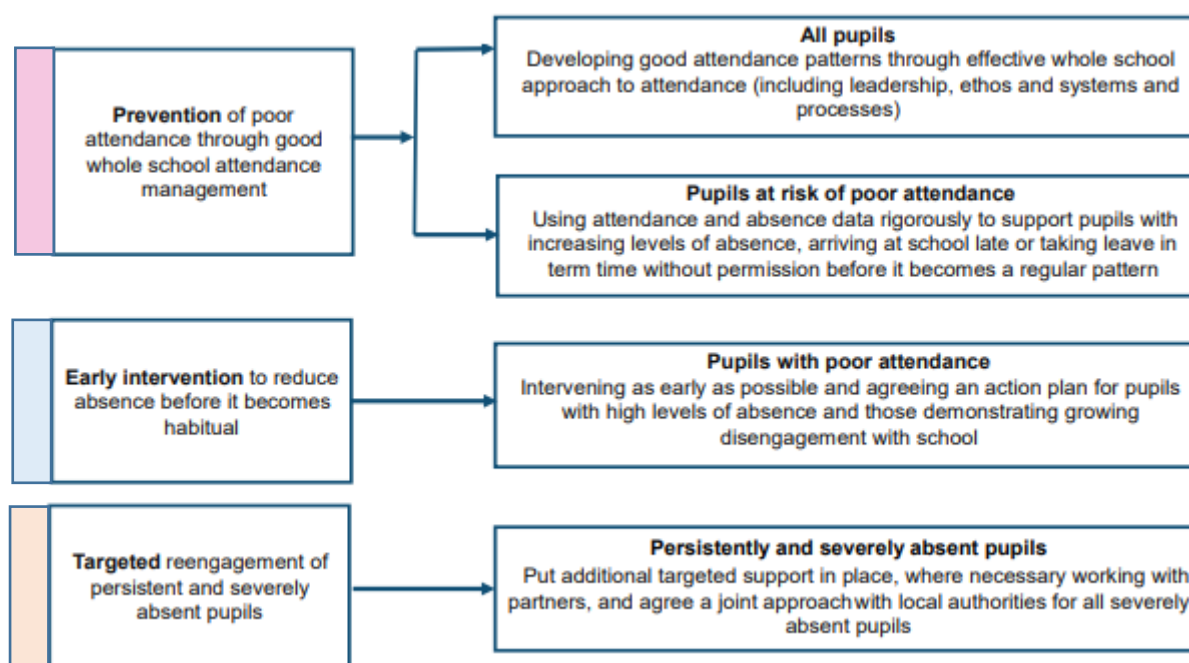 Prevention of poor
attendance through good
whole school attendance
management
All pupils
Developing good attendance patterns through effective whole school
approach to attendance (including leadership, ethos and systems and
processes)
Pupils at risk of poor attendance
Using attendance and absence data rigorously to support pupils with
increasing levels of absence, arriving at school late or taking leave in
term time without permission before it becomes a regular pattern
Early intervention to reduce
absence before it becomes
habitual
Pupils with poor attendance
Intervening as early as possible and agreeing an action plan for pupils
with high levels of absence and those demonstrating growing
disengagement with school
Targeted reengagement of
persistent and severely
absent pupils
Persistently and severely absent pupils
Put additional targeted support in place, where necessary working with
partners, and agree a joint approach with local authorities for all severely
absent pupils